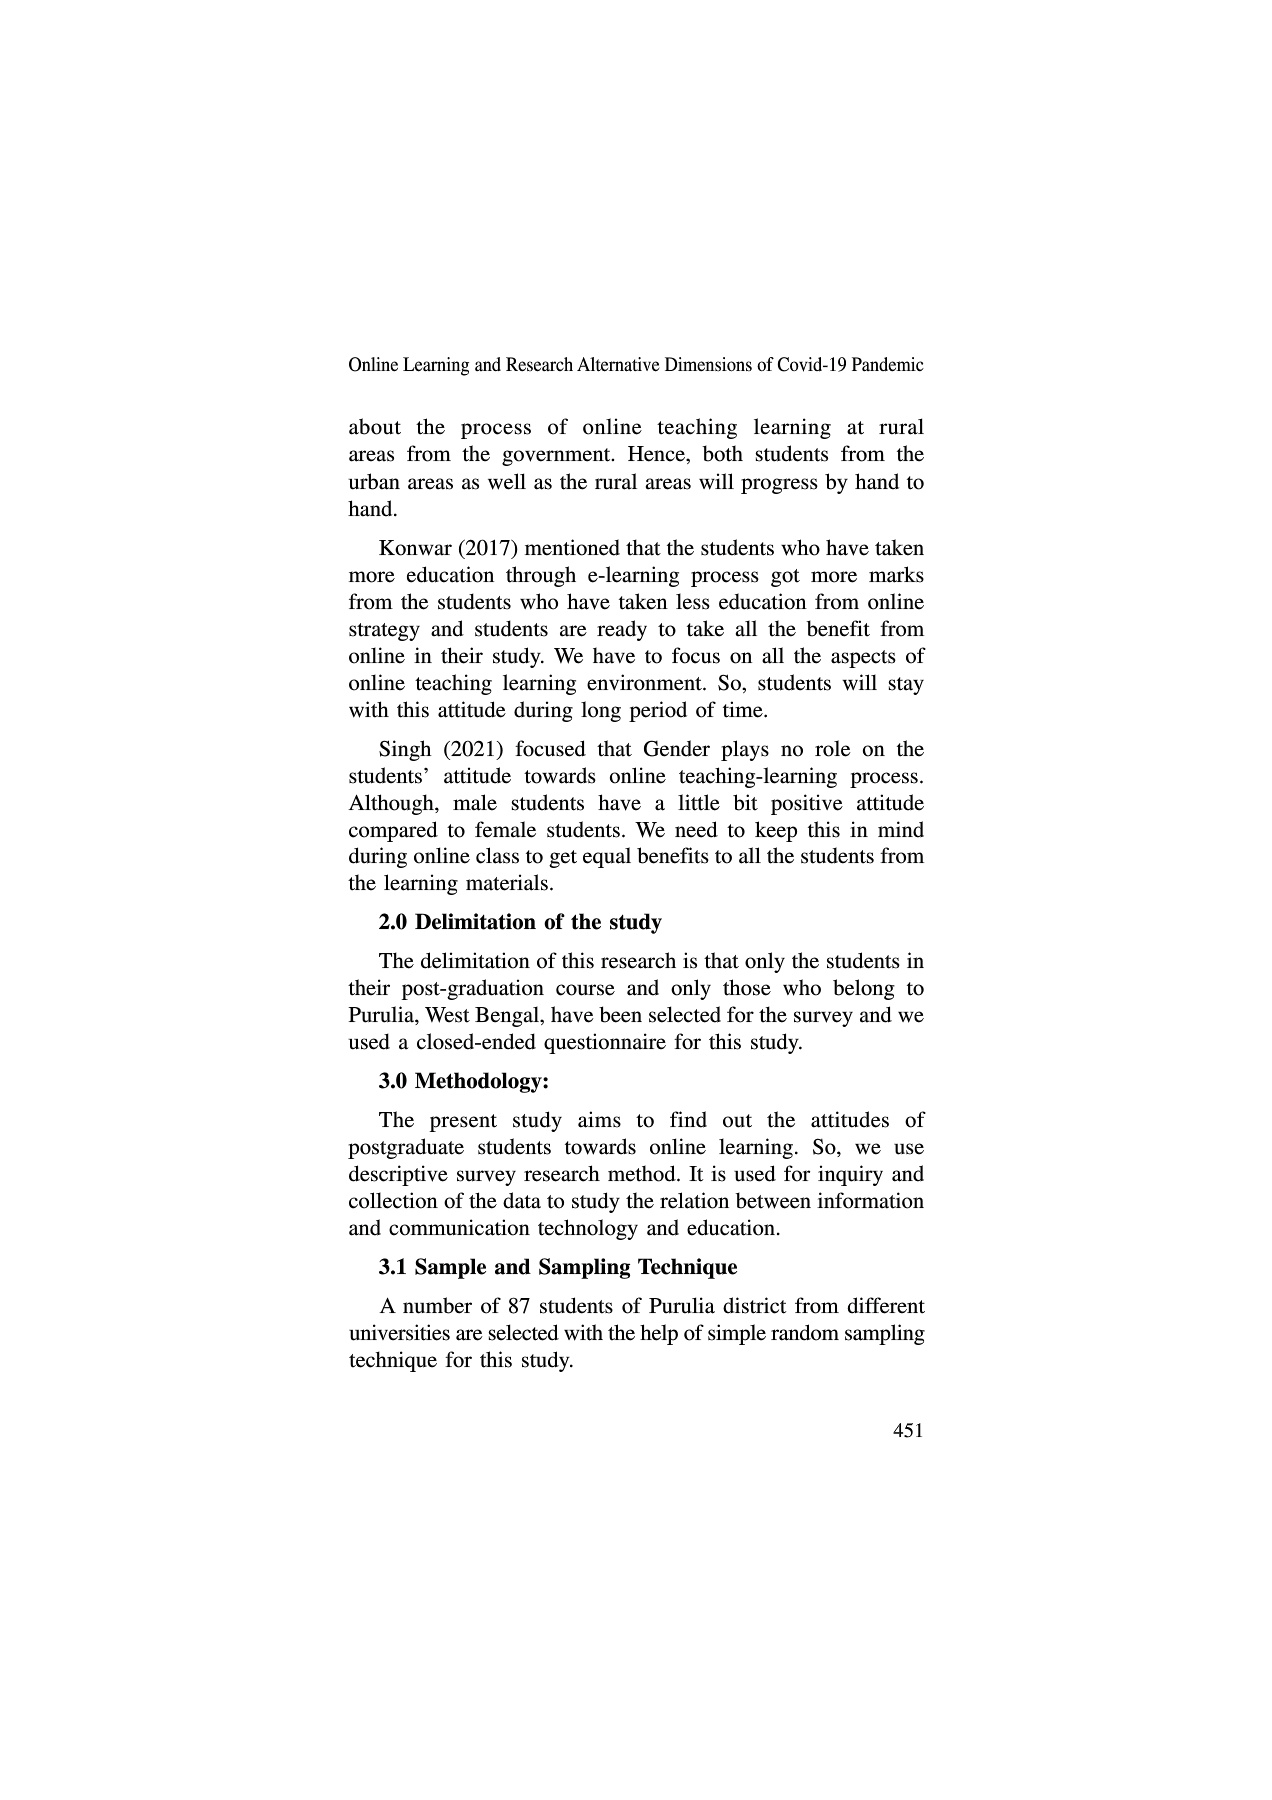 Online Learning and Research Alternative Dimensions of Covid-19 Pandemic
about the process of online teaching learning at rural
areas from the government. Hence, both students from the
urban areas as well as the rural areas will progress by hand to
hand.
Konwar (2017) mentioned that the students who have taken
more education through e-learning process got more marks
from the students who have taken less education from online
strategy and students are ready to take all the benefit from
online in their study. We have to focus on all the aspects of
online teaching learning environment. So, students will stay
with this attitude during long period of time.
Singh (2021) focused that Gender plays no role on the
students’ attitude towards online teaching-learning process.
Although, male students have a little bit positive attitude
compared to female students. We need to keep this in mind
during online class to get equal benefits to all the students from
the learning materials.
2.0 Delimitation of the study
The delimitation of this research is that only the students in
their post-graduation course and only those who belong to
Purulia, West Bengal, have been selected for the survey and we
used a closed-ended questionnaire for this study.
3.0 Methodology:
The present study aims to find out the attitudes of
postgraduate students towards online learning. So, we use
descriptive survey research method. It is used for inquiry and
collection of the data to study the relation between information
and communication technology and education.
3.1 Sample and Sampling Technique
A number of 87 students of Purulia district from different
universities are selected with the help of simple random sampling
technique for this study.
451